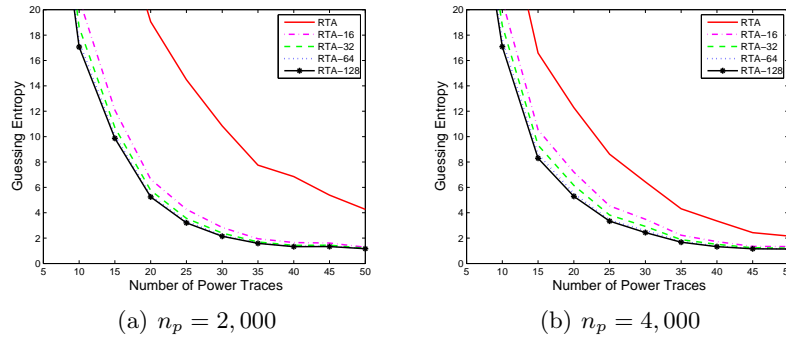 20
18
16
14
12
10
8
6
4
2
0
Guessing Entropy
5 10 15 20 25 30 35 40 45 50
Number of Power Traces
RTA
RTA−16
RTA−32
RTA−64
RTA−128
(a) n_p = 2,000
20
18
16
14
12
10
8
6
4
2
0
Guessing Entropy
5 10 15 20 25 30 35 40 45 5
Number of Power Traces
RTA
RTA−16
RTA−32
RTA−64
RTA−128
(b) n_p = 4,000